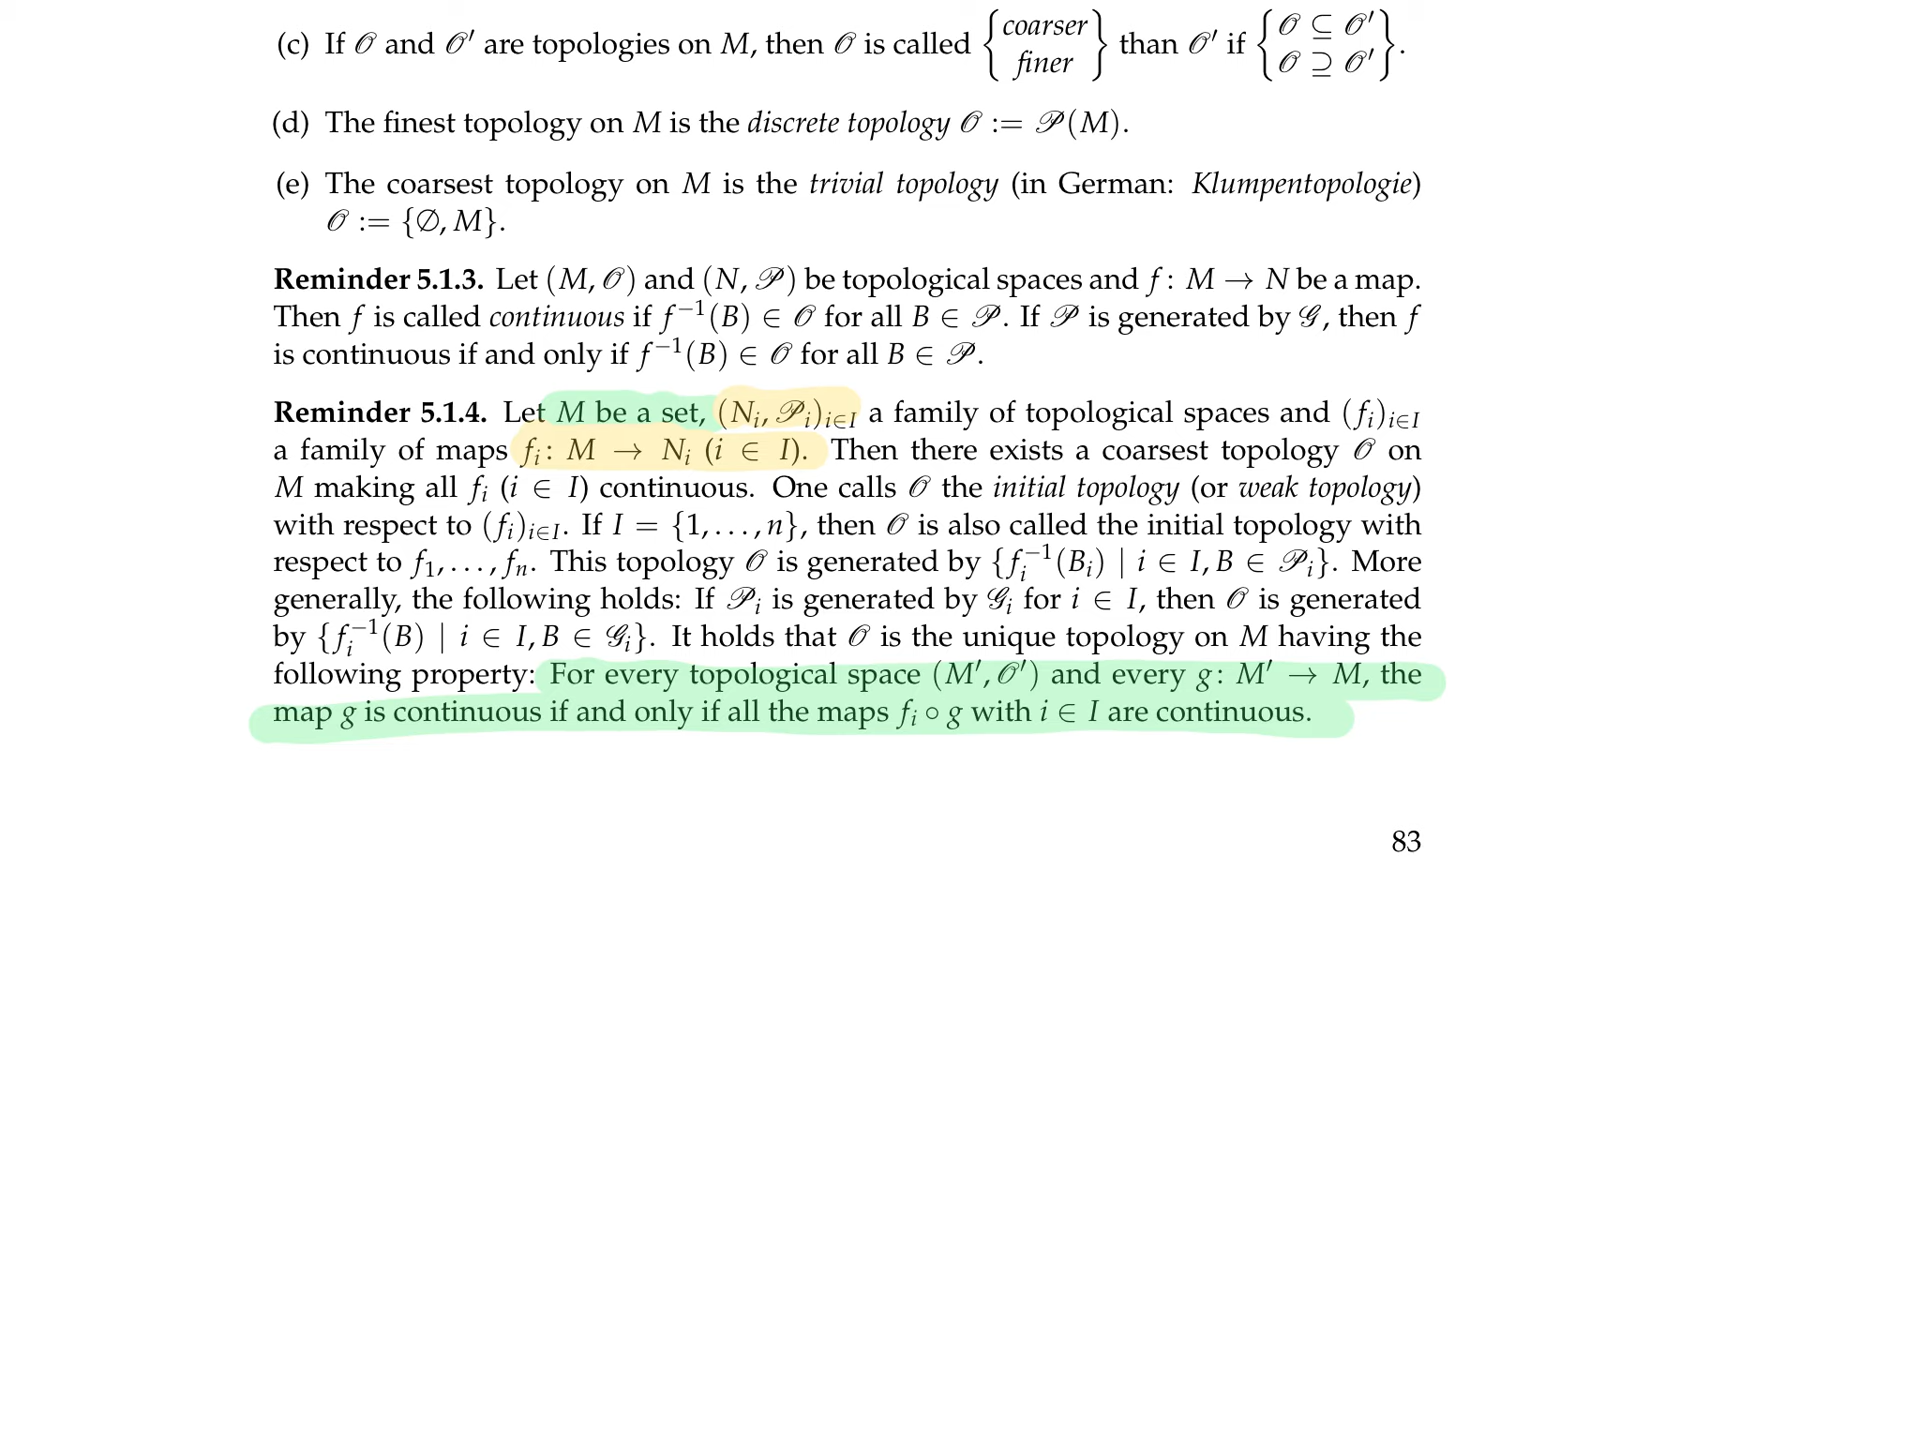 (c) If 𝒪 and 𝒪′ are topologies on M, then 𝒪 is called {coarser / finer} than 𝒪′ if {𝒪 ⊆ 𝒪′ / 𝒪 ⊇ 𝒪′}.
(d) The finest topology on M is the discrete topology 𝒪 := 𝒫(M).
(e) The coarsest topology on M is the trivial topology (in German: Klumpentopologie)
𝒪 := {∅, M}.
Reminder 5.1.3. Let (M, 𝒪) and (N, 𝒫) be topological spaces and f : M → N be a map.
Then f is called continuous if f⁻¹(B) ∈ 𝒪 for all B ∈ 𝒫. If 𝒫 is generated by 𝒢, then f
is continuous if and only if f⁻¹(B) ∈ 𝒪 for all B ∈ 𝒫.
Reminder 5.1.4. Let M be a set, (Nᵢ, 𝒫ᵢ)ᵢ∈I a family of topological spaces and (fᵢ)ᵢ∈I
a family of maps fᵢ : M → Nᵢ (i ∈ I). Then there exists a coarsest topology 𝒪 on
M making all fᵢ (i ∈ I) continuous. One calls 𝒪 the initial topology (or weak topology)
with respect to (fᵢ)ᵢ∈I. If I = {1, . . . , n}, then 𝒪 is also called the initial topology with
respect to f₁, . . . , fₙ. This topology 𝒪 is generated by {fᵢ⁻¹(Bᵢ) | i ∈ I, B ∈ 𝒫ᵢ}. More
generally, the following holds: If 𝒫ᵢ is generated by 𝒢ᵢ for i ∈ I, then 𝒪 is generated
by {fᵢ⁻¹(B) | i ∈ I, B ∈ 𝒢ᵢ}. It holds that 𝒪 is the unique topology on M having the
following property: For every topological space (M′, 𝒪′) and every g : M′ → M, the
map g is continuous if and only if all the maps fᵢ ∘ g with i ∈ I are continuous.
83